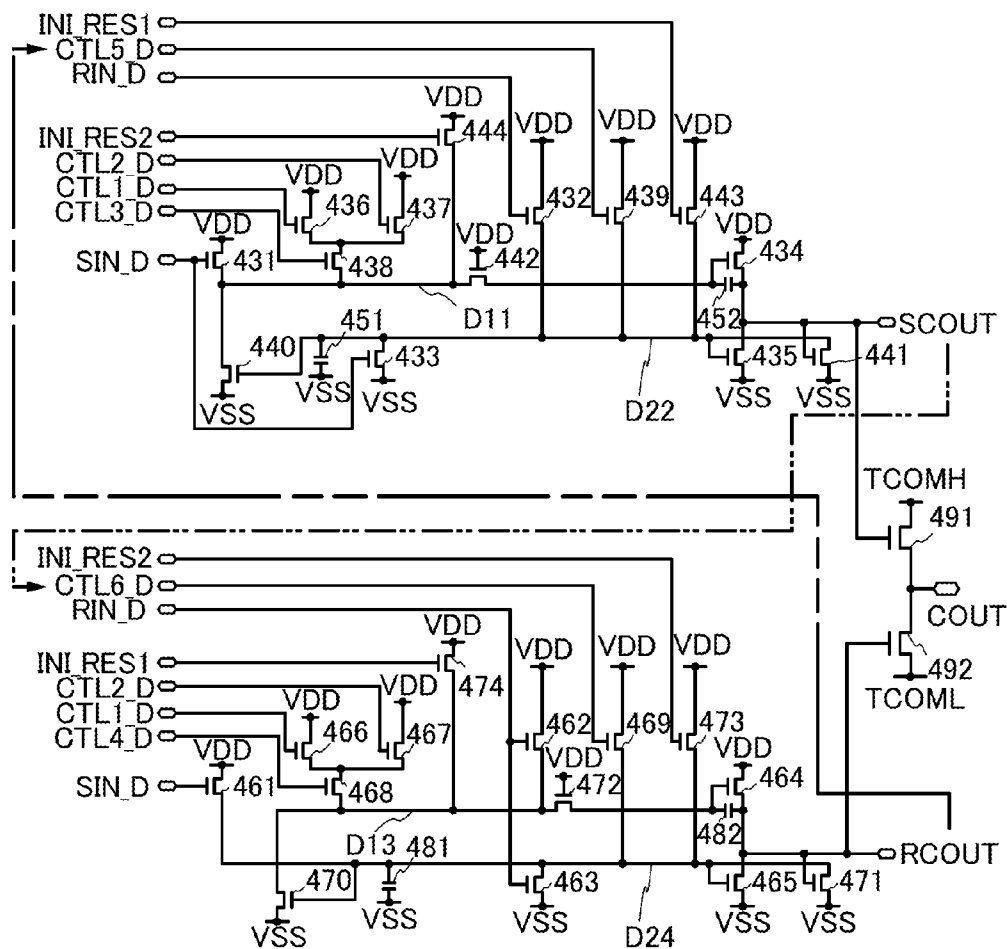 INI_RES1
CTL5_D
RIN_D
VDD
INI_RES2
444
VDD
VDD
VDD
CTL2_D
VDD
CTL1_D
VDD
436
437
432
439
443
CTL3_D
VDD
VDD
VDD
SIN_D
431
438
442
434
D11
452
SCOUT
440
451
433
435
441
VSS
VSS
VSS
VSS
VSS
D22
TCOMH
491
INI_RES2
CTL6_D
COUT
RIN_D
VDD
492
INI_RES1
474
VDD
VDD
VDD
TCOML
CTL2_D
VDD
CTL1_D
VDD
466
467
462
469
473
CTL4_D
VDD
VDD
VDD
SIN_D
461
468
472
464
D13
481
482
RCOUT
470
463
465
471
VSS
VSS
VSS
VSS
VSS
D24